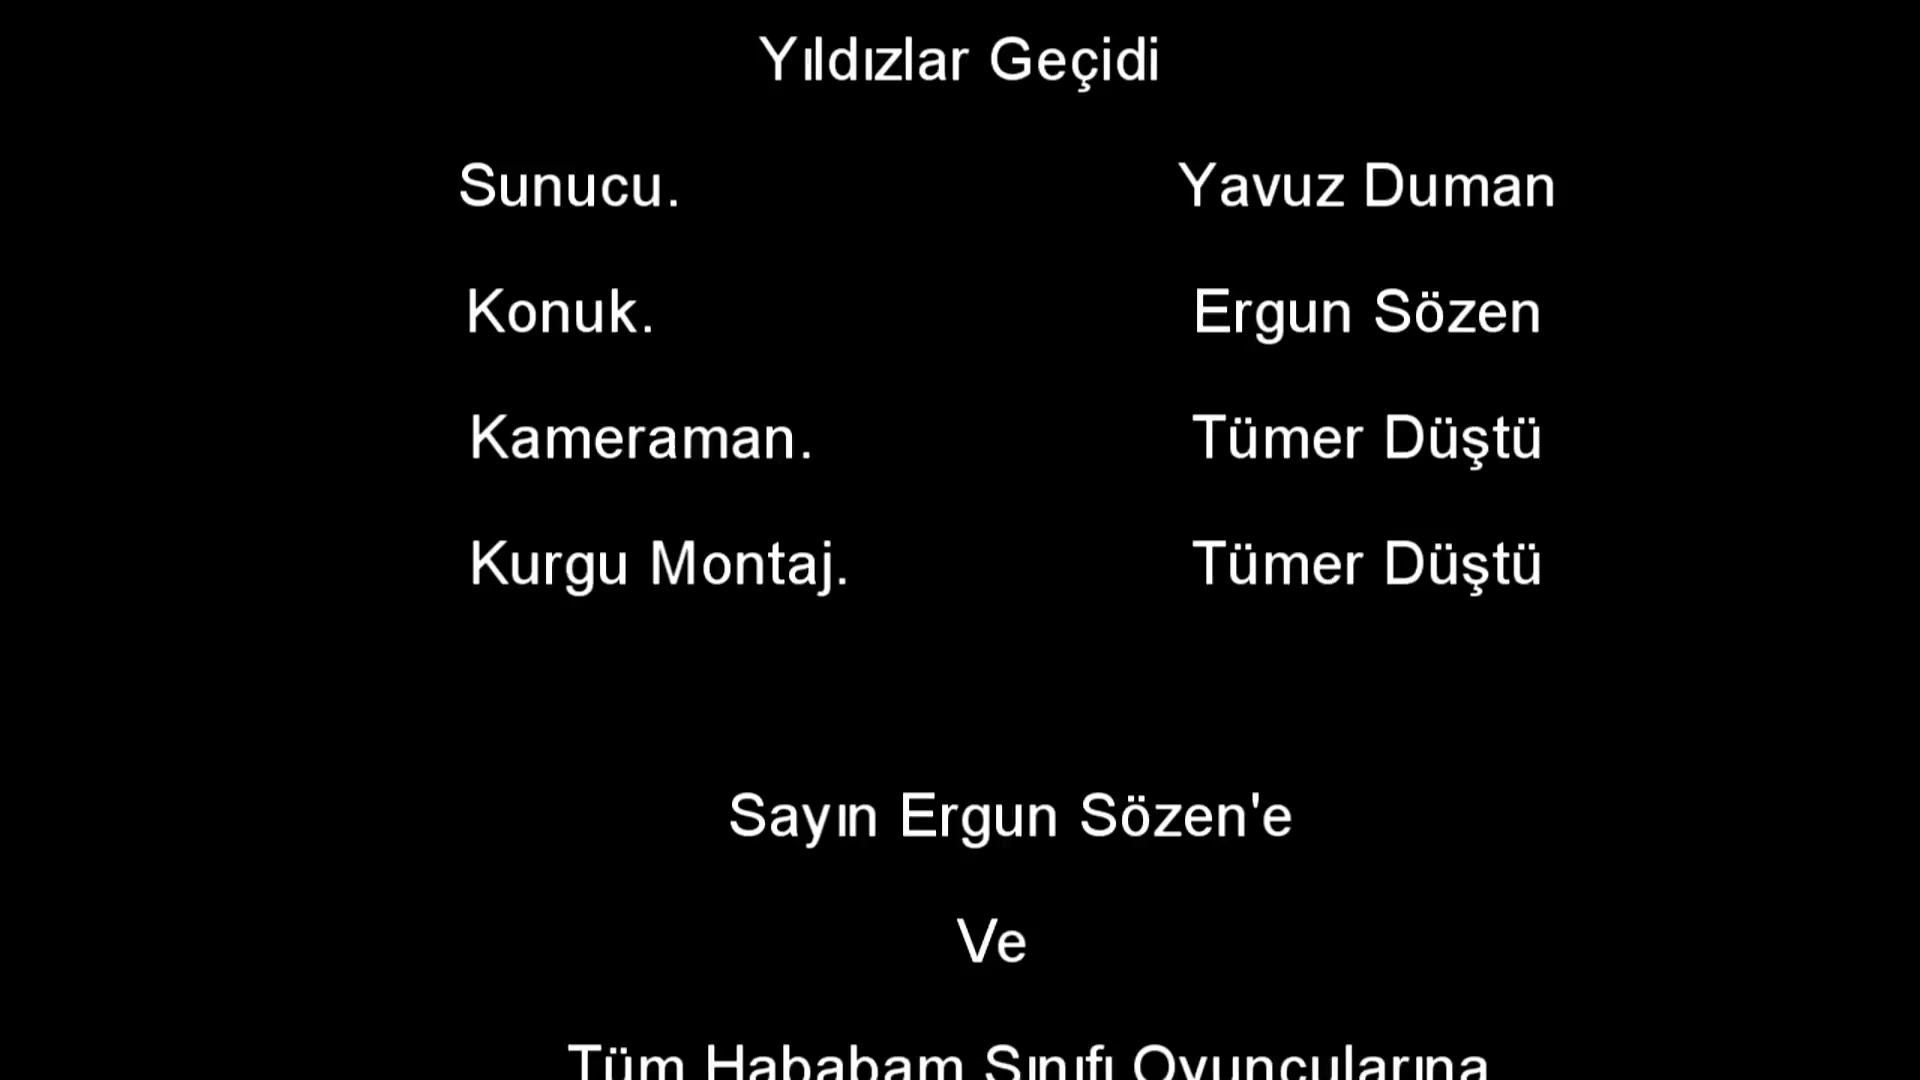 Yıldızlar Geçidi
Sunucu. Yavuz Duman
Konuk. Ergun Sözen
Kameraman. Tümer Düştü
Kurgu Montaj. Tümer Düştü
Sayın Ergun Sözen'e
Ve
Tüm Hababam Sınıfı Oyuncularına